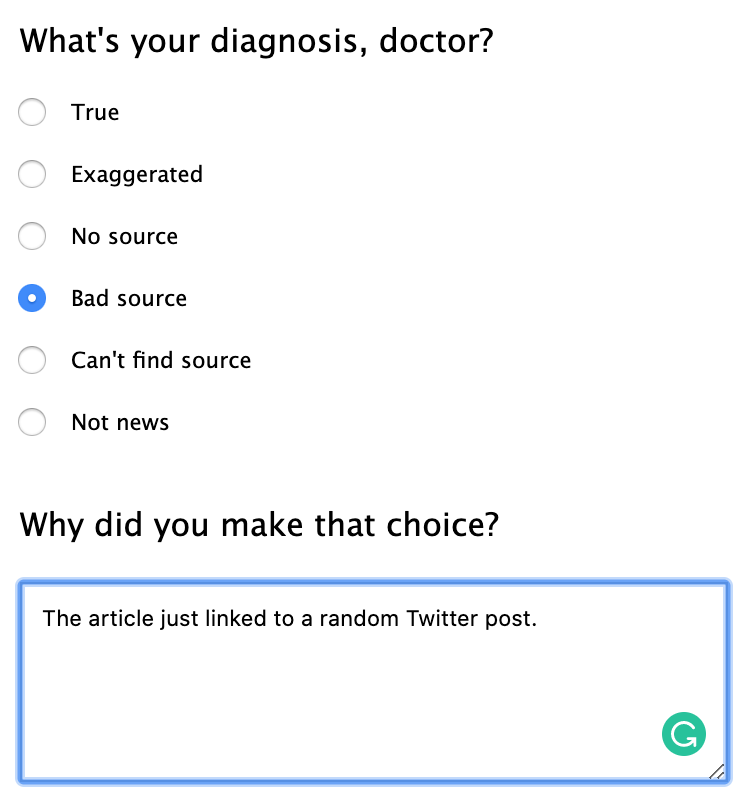 What's your diagnosis, doctor?
True
Exaggerated
No source
Bad source
Can't find source
Not news
Why did you make that choice?
The article just linked to a random Twitter post.